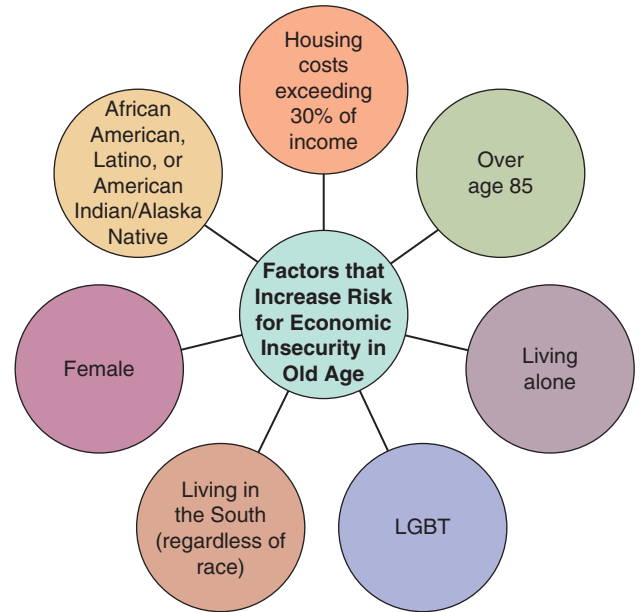 Housing
costs
exceeding
30% of
income
Over
age 85
Living
alone
LGBT
Living in
the South
(regardless of
race)
Female
African
American,
Latino, or
American
Indian/Alaska
Native
Factors that
Increase Risk
for Economic
Insecurity in
Old Age